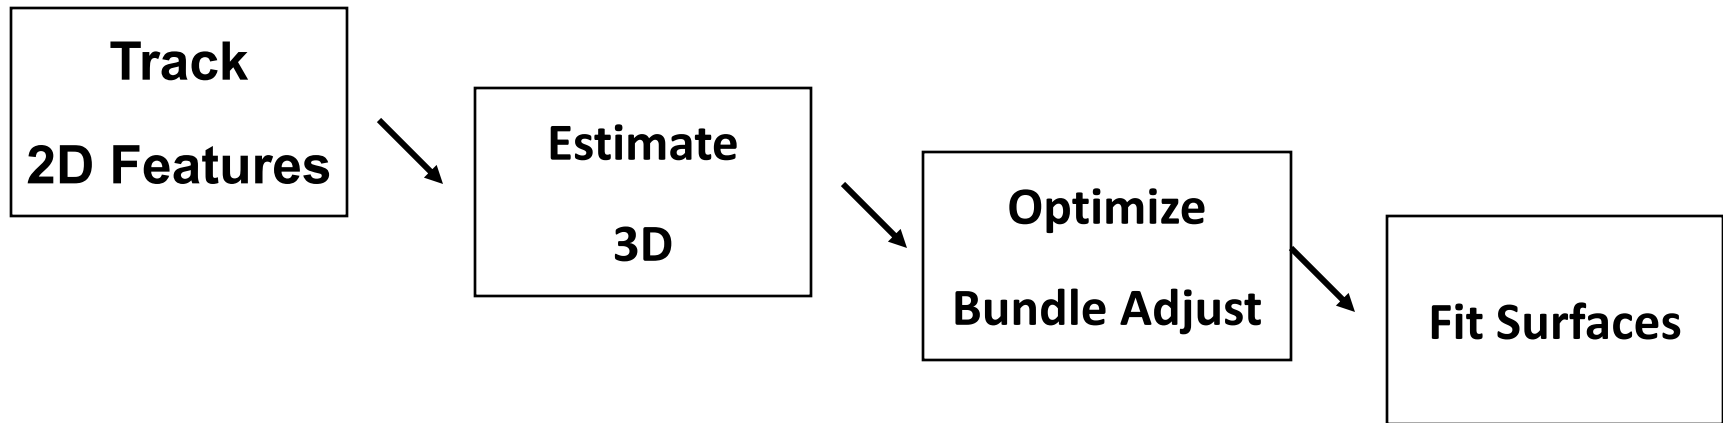 Track
2D Features
Estimate
3D
Optimize
Bundle Adjust
Fit Surfaces